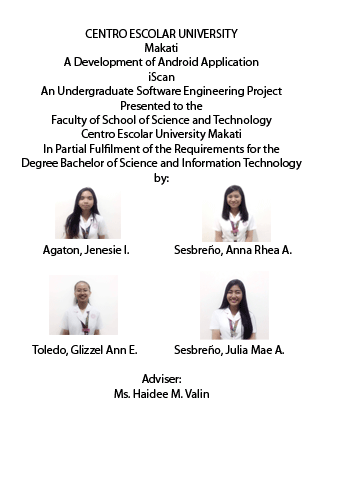 CENTRO ESCOLAR UNIVERSITY
Makati
A Development of Android Application
iScan
An Undergraduate Software Engineering Project
Presented to the
Faculty of School of Science and Technology
Centro Escolar University Makati
In Partial Fulfilment of the Requirements for the
Degree Bachelor of Science and Information Technology
by:
Agaton, Jenesie I. Sesbreño, Anna Rhea A.
Toledo, Glizzel Ann E. Sesbreño, Julia Mae A.
Adviser:
Ms. Haidee M. Valin